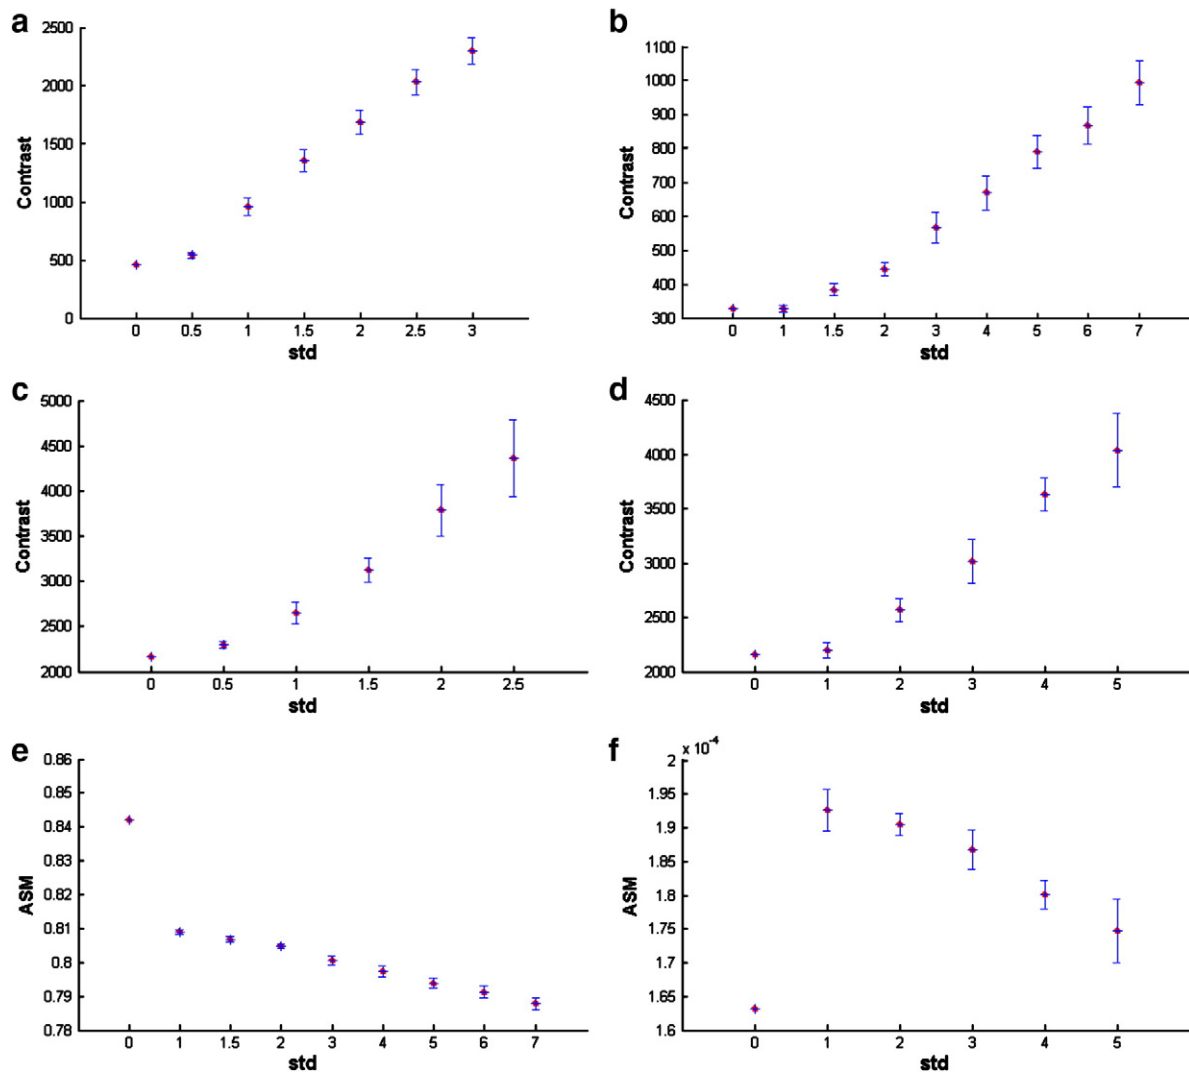 a
2500
2000
1500
1000
500
0
Contrast
0 0.5 1 1.5 2 2.5 3
std
b
1100
1000
900
800
700
600
500
400
300
Contrast
0 1 1.5 2 3 4 5 6 7
std
c
5000
4500
4000
3500
3000
2500
2000
Contrast
0 0.5 1 1.5 2 2.5
std
d
4500
4000
3500
3000
2500
2000
Contrast
0 1 2 3 4 5
std
e
0.86
0.85
0.84
0.83
0.82
0.81
0.8
0.79
0.78
ASM
0 1 1.5 2 3 4 5 6 7
std
f
x 10-4
2
1.95
1.9
1.85
1.8
1.75
1.7
1.65
1.6
ASM
0 1 2 3 4 5
std